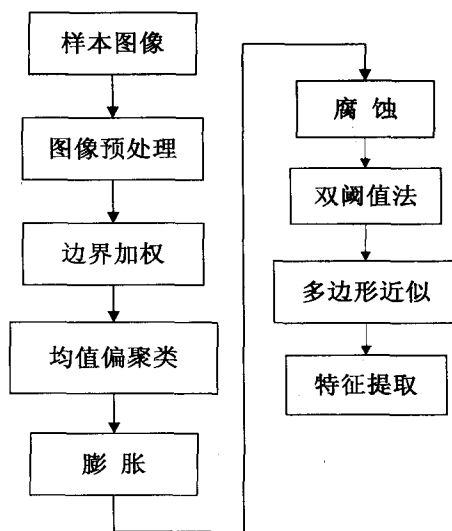 样本图像
图像预处理
边界加权
均值偏聚类
膨 胀
腐 蚀
双阈值法
多边形近似
特征提取